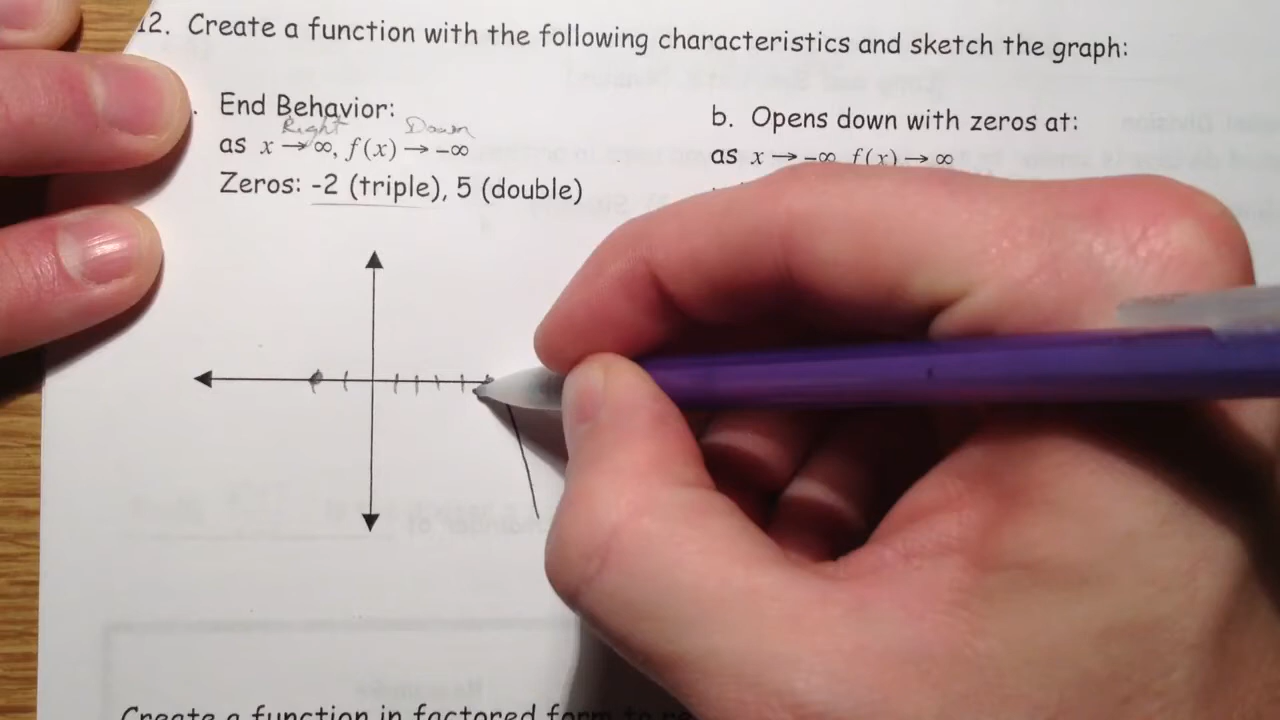 12. Create a function with the following characteristics and sketch the graph:
. End Behavior:
Right Down
as x → ∞, f(x) → -∞
Zeros: -2 (triple), 5 (double)
b. Opens down with zeros at:
as x → -∞ f(x) → ∞
Create a function in factored form to